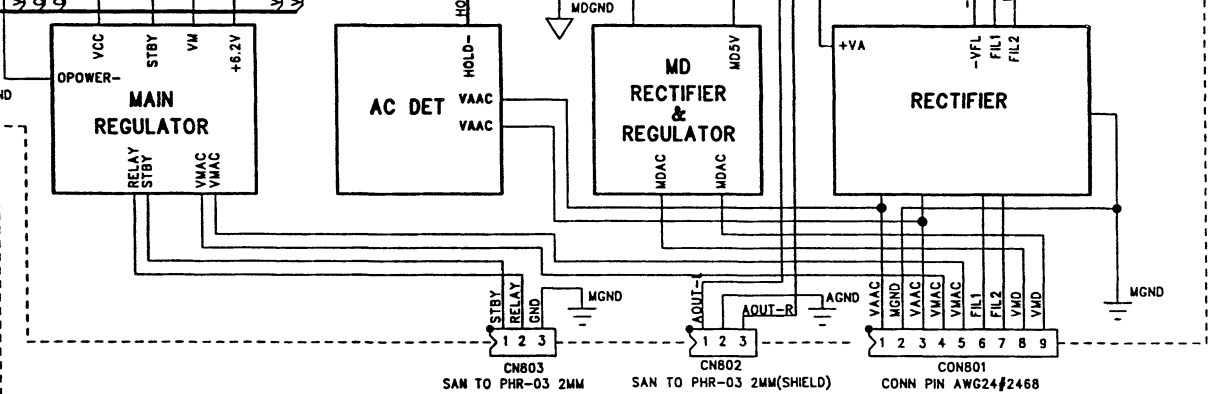 MDGND
VCC
STBY
VM
+6.2V
HOLD-
MD5V
+VA
-VFL
FIL1
FIL2
OPOWER-
MAIN
REGULATOR
AC DET
VAAC
VAAC
MD
RECTIFIER
&
REGULATOR
RECTIFIER
RELAY
STBY
VMAC
VMAC
MDAC
MDAC
STBY
RELAY
GND
MGND
AOUT-L
AOUT-R
AGND
VAAC
MGND
VAAC
VMAC
VMAC
FIL1
FIL2
VMD
VMD
MGND
1 2 3
1 2 3
1 2 3 4 5 6 7 8 9
CN803
SAN TO PHR-03 2MM
CN802
SAN TO PHR-03 2MM(SHIELD)
CON801
CONN PIN AWG24#2468